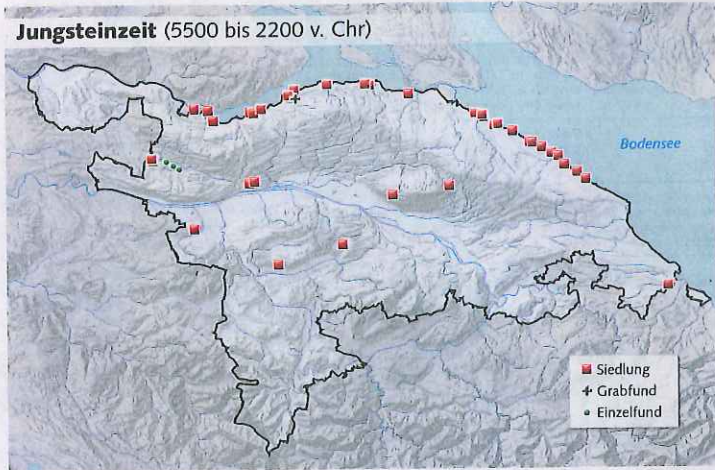 Jungsteinzeit (5500 bis 2200 v. Chr)
Bodensee
Siedlung
Grabfund
Einzelfund